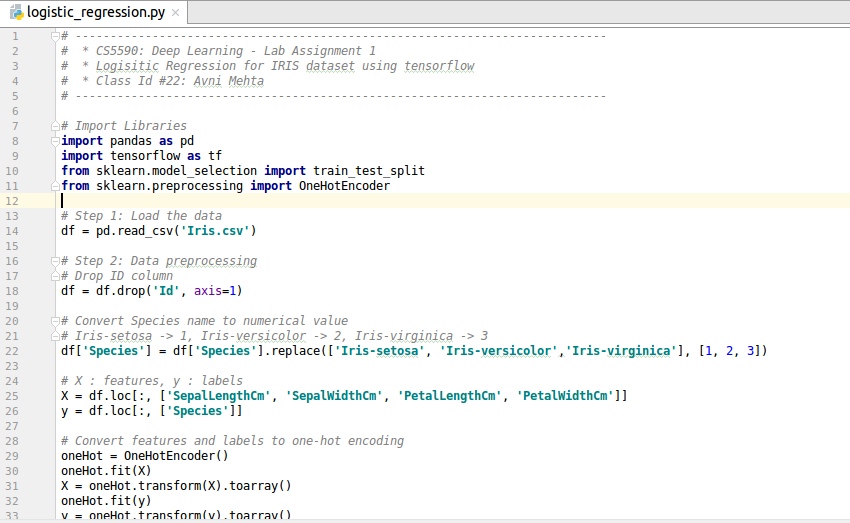 logistic_regression.py
1 # ----------------------------------------------------------------------------
2 #  * CS5590: Deep Learning - Lab Assignment 1
3 #  * Logisitic Regression for IRIS dataset using tensorflow
4 #  * Class Id #22: Avni Mehta
5 # ----------------------------------------------------------------------------
6
7 # Import Libraries
8 import pandas as pd
9 import tensorflow as tf
10 from sklearn.model_selection import train_test_split
11 from sklearn.preprocessing import OneHotEncoder
12
13 # Step 1: Load the data
14 df = pd.read_csv('Iris.csv')
15
16 # Step 2: Data preprocessing
17 # Drop ID column
18 df = df.drop('Id', axis=1)
19
20 # Convert Species name to numerical value
21 # Iris-setosa -> 1, Iris-versicolor -> 2, Iris-virginica -> 3
22 df['Species'] = df['Species'].replace(['Iris-setosa', 'Iris-versicolor','Iris-virginica'], [1, 2, 3])
23
24 # X : features, y : labels
25 X = df.loc[:, ['SepalLengthCm', 'SepalWidthCm', 'PetalLengthCm', 'PetalWidthCm']]
26 y = df.loc[:, ['Species']]
27
28 # Convert features and labels to one-hot encoding
29 oneHot = OneHotEncoder()
30 oneHot.fit(X)
31 X = oneHot.transform(X).toarray()
32 oneHot.fit(y)
33 y = oneHot.transform(y).toarray()